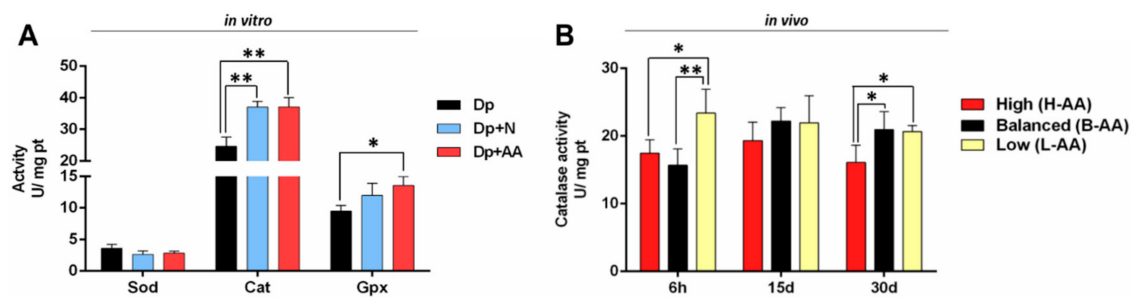 A
in vitro
Actvity
U/ mg pt
50
40
30
20
15
10
5
0
**
**
*
Sod
Cat
Gpx
Dp
Dp+N
Dp+AA
B
in vivo
Catalase activity
U/ mg pt
30
20
10
0
*
**
*
*
6h
15d
30d
High (H-AA)
Balanced (B-AA)
Low (L-AA)